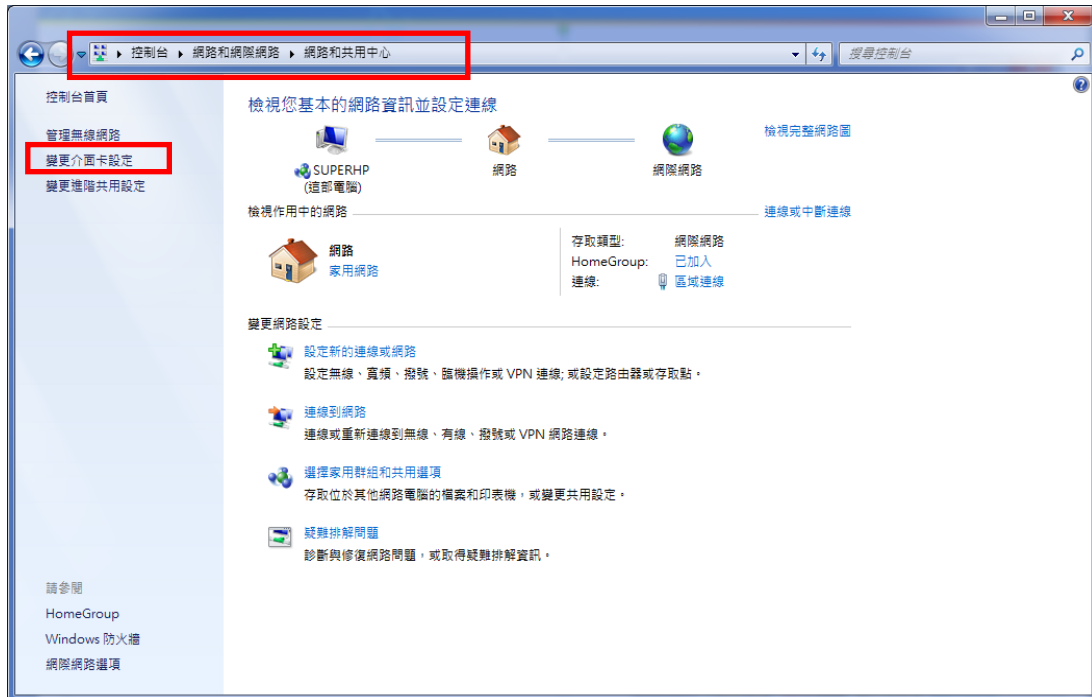 控制台 ▸ 網路和網際網路 ▸ 網路和共用中心
搜尋控制台
控制台首頁
管理無線網路
變更介面卡設定
變更進階共用設定
檢視您基本的網路資訊並設定連線
檢視完整網路圖
SUPERHP
(這部電腦)
網路
網際網路
檢視作用中的網路
連線或中斷連線
網路
家用網路
存取類型: 網際網路
HomeGroup: 已加入
連線: 區域連線
變更網路設定
設定新的連線或網路
設定無線、寬頻、撥號、臨機操作或 VPN 連線; 或設定路由器或存取點。
連線到網路
連線或重新連線到無線、有線、撥號或 VPN 網路連線。
選擇家用群組和共用選項
存取位於其他網路電腦的檔案和印表機，或變更共用設定。
疑難排解問題
診斷與修復網路問題，或取得疑難排解資訊。
請參閱
HomeGroup
Windows 防火牆
網際網路選項